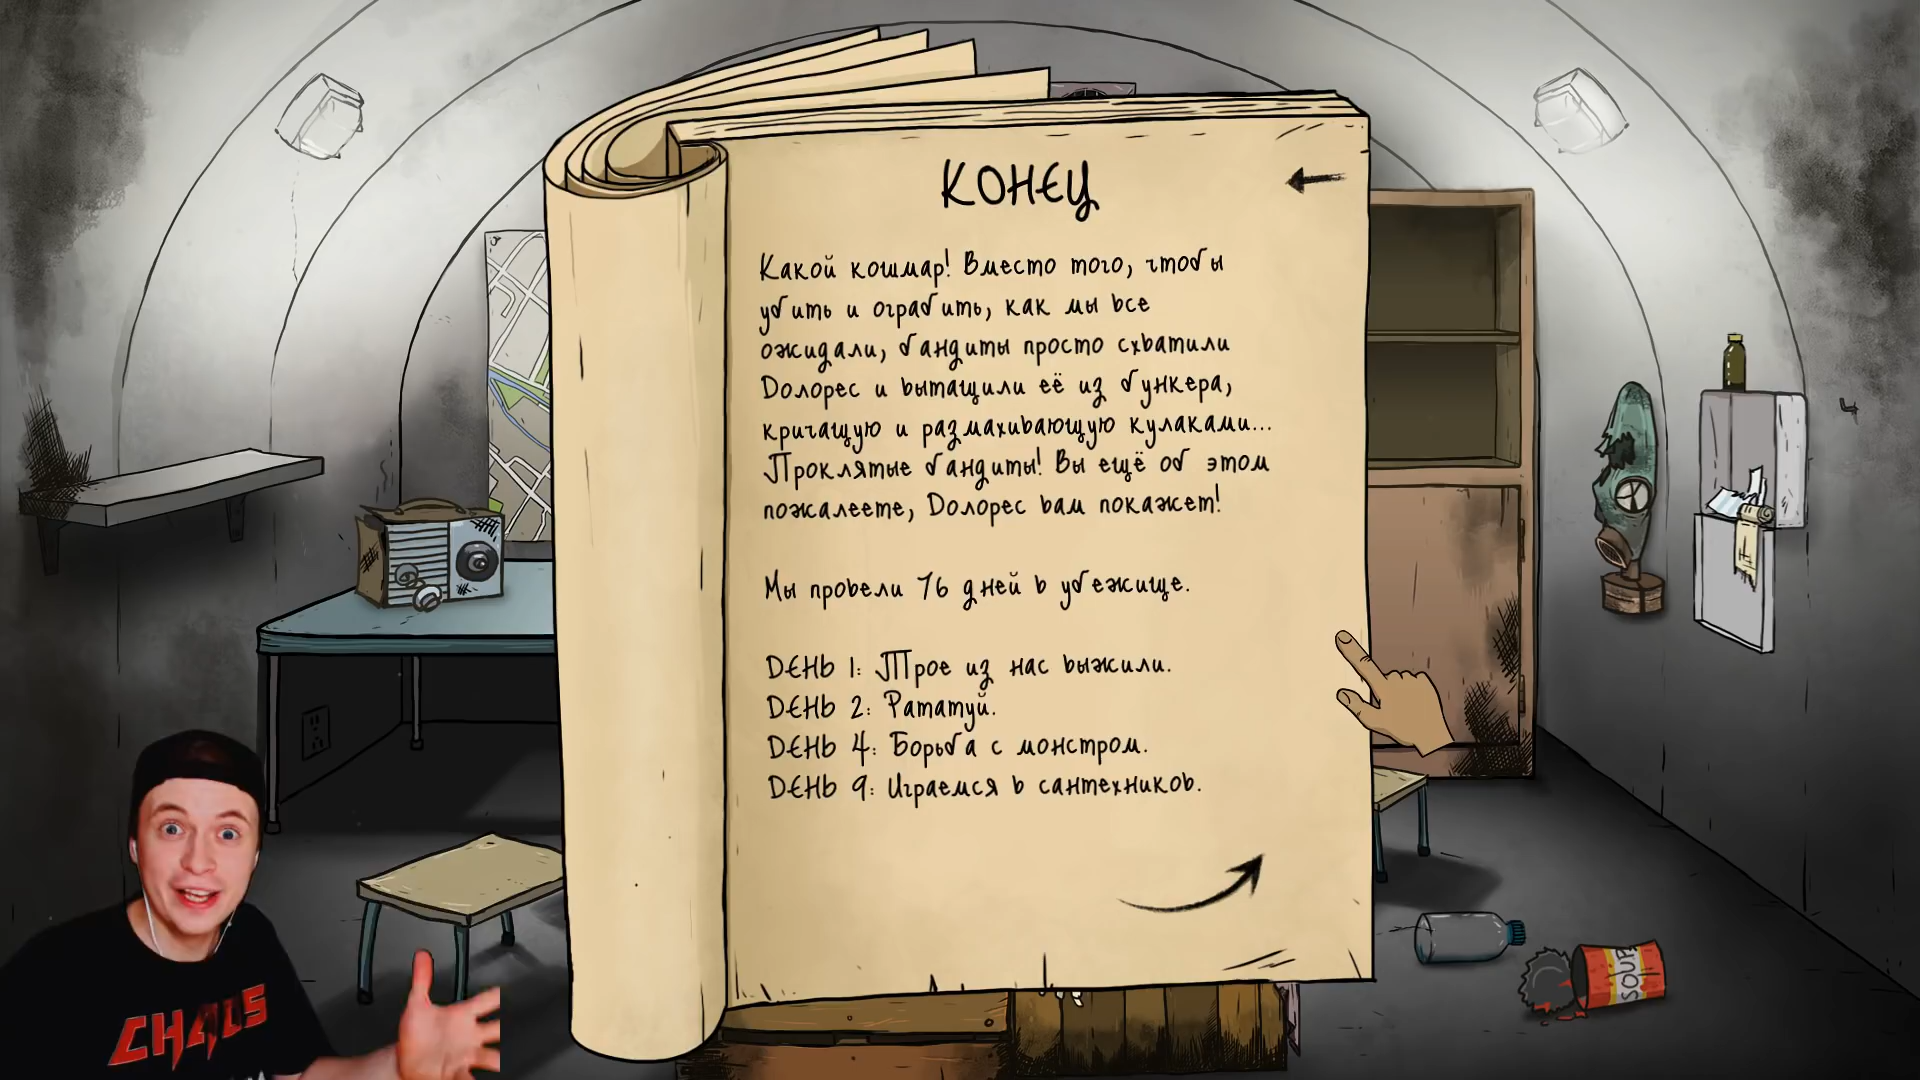 КОНЕЦ
Какой кошмар! Вместо того, чтобы
убить и ограбить, как мы все
ожидали, бандиты просто схватили
Долорес и вытащили её из бункера,
кричащую и размахивающую кулаками...
Проклятые бандиты! Вы ещё об этом
пожалеете, Долорес вам покажет!
Мы провели 76 дней в убежище.
ДЕНЬ 1: Трое из нас выжили.
ДЕНЬ 2: Рататуй.
ДЕНЬ 4: Борьба с монстром.
ДЕНЬ 9: Играемся в сантехников.
SOUP
CHAOS